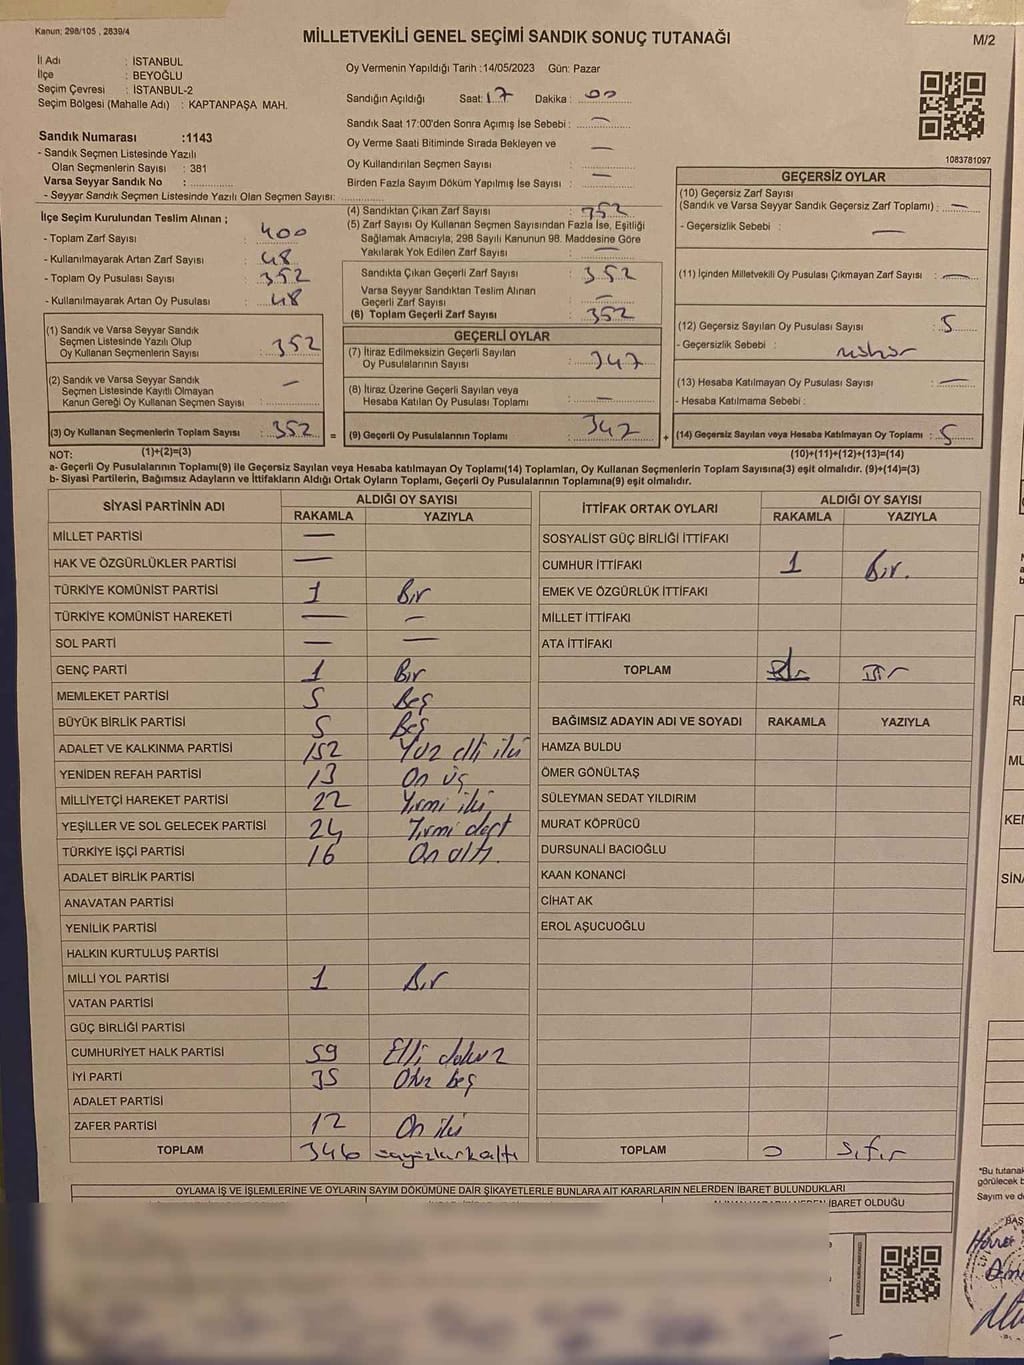 Kanun; 298/105 , 2839/4
MİLLETVEKİLİ GENEL SEÇİMİ SANDIK SONUÇ TUTANAĞI
M/2
İl Adı : İSTANBUL
İlçe : BEYOĞLU
Seçim Çevresi : İSTANBUL-2
Seçim Bölgesi (Mahalle Adı) : KAPTANPAŞA MAH.
Oy Vermenin Yapıldığı Tarih :14/05/2023 Gün: Pazar
Sandığın Açıldığı Saat: 17 Dakika : 00
Sandık Saat 17:00'den Sonra Açımış İse Sebebi : —
Oy Verme Saati Bitiminde Sırada Bekleyen ve
Oy Kullandırılan Seçmen Sayısı : —
Birden Fazla Sayım Döküm Yapılmış İse Sayısı : —
Sandık Numarası :1143
- Sandık Seçmen Listesinde Yazılı
Olan Seçmenlerin Sayısı : 381
Varsa Seyyar Sandık No :
- Seyyar Sandık Seçmen Listesinde Yazılı Olan Seçmen Sayısı:
1083781097
İlçe Seçim Kurulundan Teslim Alınan ;
- Toplam Zarf Sayısı : 400
- Kullanılmayarak Artan Zarf Sayısı : 48
- Toplam Oy Pusulası Sayısı : 352
- Kullanılmayarak Artan Oy Pusulası : 48
(1) Sandık ve Varsa Seyyar Sandık
Seçmen Listesinde Yazılı Olup
Oy Kullanan Seçmenlerin Sayısı : 352
(2) Sandık ve Varsa Seyyar Sandık
Seçmen Listesinde Kayıtlı Olmayan
Kanun Gereği Oy Kullanan Seçmen Sayısı : —
(3) Oy Kullanan Seçmenlerin Toplam Sayısı : 352 =
(4) Sandıktan Çıkan Zarf Sayısı : 352
(5) Zarf Sayısı Oy Kullanan Seçmen Sayısından Fazla İse, Eşitliği
Sağlamak Amacıyla, 298 Sayılı Kanunun 98. Maddesine Göre
Yakılarak Yok Edilen Zarf Sayısı : —
Sandıkta Çıkan Geçerli Zarf Sayısı : 352
Varsa Seyyar Sandıktan Teslim Alınan
Geçerli Zarf Sayısı : —
(6) Toplam Geçerli Zarf Sayısı : 352
GEÇERLİ OYLAR
(7) İtiraz Edilmeksizin Geçerli Sayılan
Oy Pusulalarının Sayısı : 347
(8) İtiraz Üzerine Geçerli Sayılan veya
Hesaba Katılan Oy Pusulası Toplamı : —
(9) Geçerli Oy Pusulalarının Toplamı : 347 +
GEÇERSİZ OYLAR
(10) Geçersiz Zarf Sayısı
(Sandık ve Varsa Seyyar Sandık Geçersiz Zarf Toplamı) : —
- Geçersizlik Sebebi : —
(11) İçinden Milletvekili Oy Pusulası Çıkmayan Zarf Sayısı : —
(12) Geçersiz Sayılan Oy Pusulası Sayısı : 5
- Geçersizlik Sebebi :
(13) Hesaba Katılmayan Oy Pusulası Sayısı : —
- Hesaba Katılmama Sebebi :
(14) Geçersiz Sayılan veya Hesaba Katılmayan Oy Toplamı : 5
NOT: (1)+(2)=(3) (10)+(11)+(12)+(13)=(14)
a- Geçerli Oy Pusulalarının Toplamı(9) ile Geçersiz Sayılan veya Hesaba katılmayan Oy Toplamı(14) Toplamları, Oy Kullanan Seçmenlerin Toplam Sayısına(3) eşit olmalıdır. (9)+(14)=(3)
b- Siyasi Partilerin, Bağımsız Adayların ve İttifakların Aldığı Ortak Oyların Toplamı, Geçerli Oy Pusulalarının Toplamına(9) eşit olmalıdır.
SİYASİ PARTİNİN ADI ALDIĞI OY SAYISI
RAKAMLA YAZIYLA
MİLLET PARTİSİ —
HAK VE ÖZGÜRLÜKLER PARTİSİ —
TÜRKİYE KOMÜNİST PARTİSİ 1 Bir
TÜRKİYE KOMÜNİST HAREKETİ — —
SOL PARTİ — —
GENÇ PARTİ 1 Bir
MEMLEKET PARTİSİ 5 Beş
BÜYÜK BİRLİK PARTİSİ 5 Beş
ADALET VE KALKINMA PARTİSİ 152 Yüz elli iki
YENİDEN REFAH PARTİSİ 13 On üç
MİLLİYETÇİ HAREKET PARTİSİ 22 Yirmi iki
YEŞİLLER VE SOL GELECEK PARTİSİ 24 Yirmi dört
TÜRKİYE İŞÇİ PARTİSİ 16 On altı
ADALET BİRLİK PARTİSİ
ANAVATAN PARTİSİ
YENİLİK PARTİSİ
HALKIN KURTULUŞ PARTİSİ
MİLLİ YOL PARTİSİ 1 Bir
VATAN PARTİSİ
GÜÇ BİRLİĞİ PARTİSİ
CUMHURİYET HALK PARTİSİ 59 Elli dokuz
İYİ PARTİ 35 Otuz beş
ADALET PARTİSİ
ZAFER PARTİSİ 12 On iki
TOPLAM 346 üçyüzkırkaltı
İTTİFAK ORTAK OYLARI ALDIĞI OY SAYISI
RAKAMLA YAZIYLA
SOSYALİST GÜÇ BİRLİĞİ İTTİFAKI
CUMHUR İTTİFAKI 1 Bir.
EMEK VE ÖZGÜRLÜK İTTİFAKI
MİLLET İTTİFAKI
ATA İTTİFAKI
TOPLAM Bir
BAĞIMSIZ ADAYIN ADI VE SOYADI RAKAMLA YAZIYLA
HAMZA BULDU
ÖMER GÖNÜLTAŞ
SÜLEYMAN SEDAT YILDIRIM
MURAT KÖPRÜCÜ
DURSUNALİ BACIOĞLU
KAAN KONANCİ
CİHAT AK
EROL AŞUCUOĞLU
TOPLAM 0 Sıfır
OYLAMA İŞ VE İŞLEMLERİNE VE OYLARIN SAYIM DÖKÜMÜNE DAİR ŞİKAYETLERLE BUNLARA AİT KARARLARIN NELERDEN İBARET BULUNDUKLARI
İBARET OLDUĞU
*Bu tutanak
görülecek b
Sayım ve d